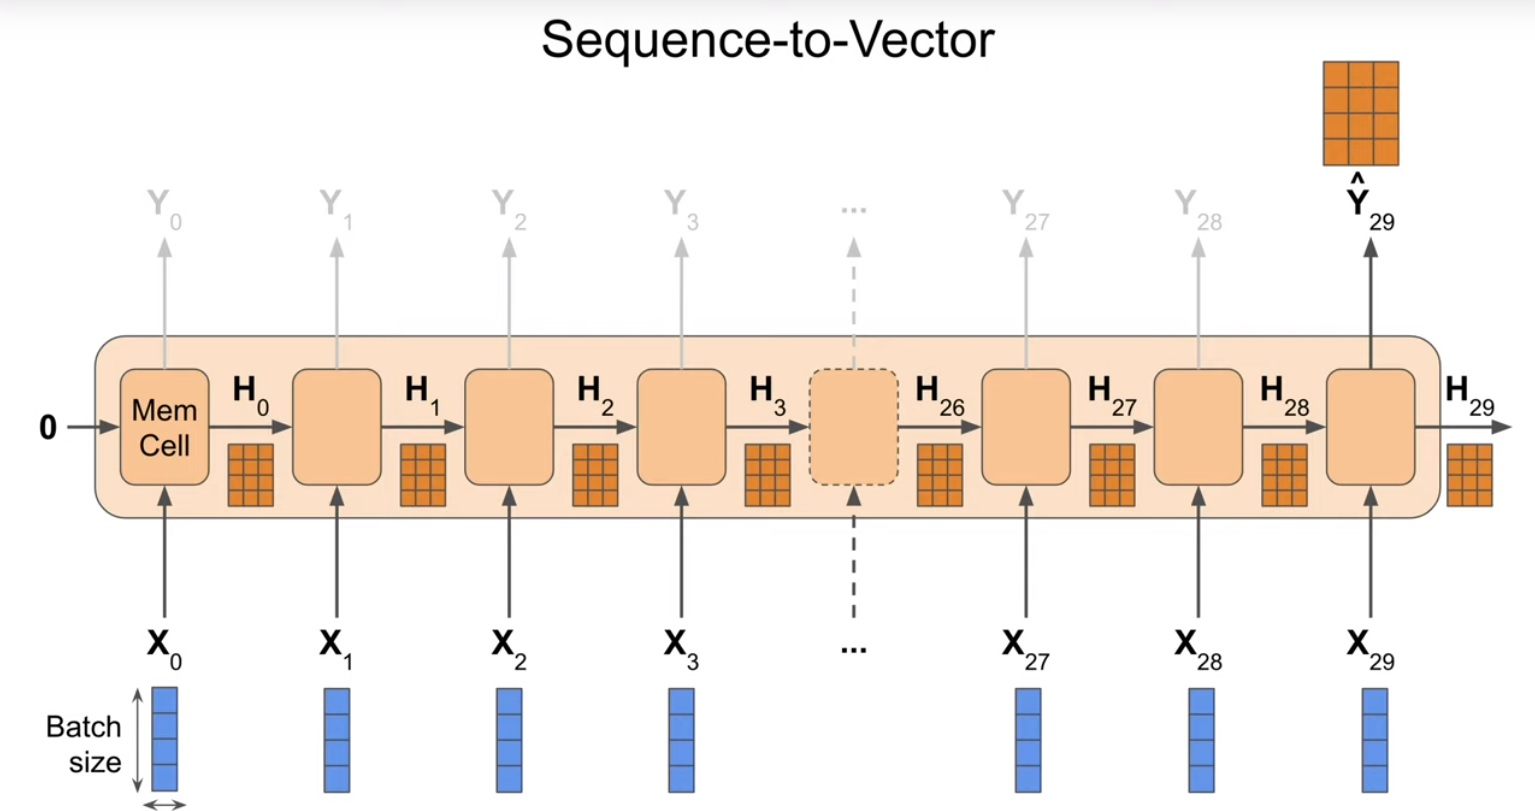 Sequence-to-Vector
Y0 Y1 Y2 Y3 ... Y27 Y28 Ŷ29
0 Mem Cell H0 H1 H2 H3 H26 H27 H28 H29
X0 X1 X2 X3 ... X27 X28 X29
Batch
size